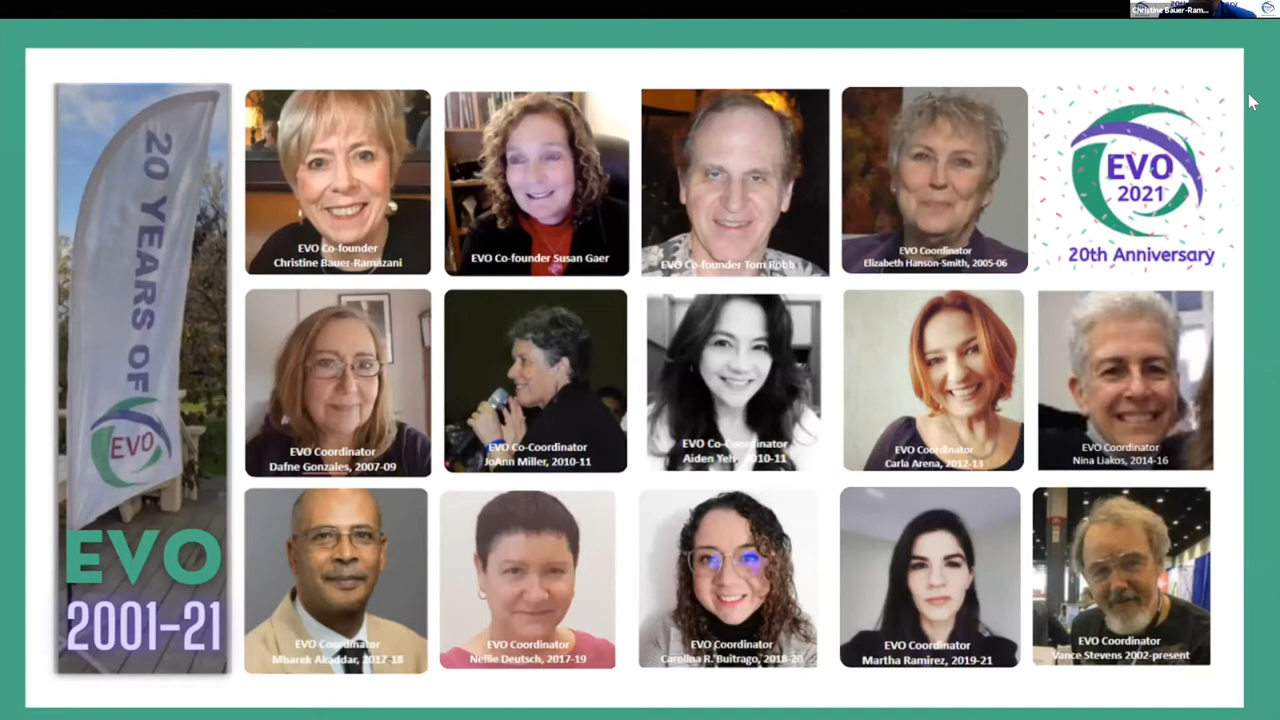 Christine Bauer-Ram...
20 YEARS OF
EVO
EVO
2001-21
EVO Co-founder
Christine Bauer-Ramazani
EVO Co-founder Susan Gaer
EVO Co-founder Tom Robb
EVO Coordinator
Elizabeth Hanson-Smith, 2005-06
EVO
2021
20th Anniversary
EVO Coordinator
Dafne Gonzales, 2007-09
EVO Co-Coordinator
JoAnn Miller, 2010-11
EVO Co-Coordinator
Aiden Yeh, 2010-11
EVO Coordinator
Carla Arena, 2012-13
EVO Coordinator
Nina Liakos, 2014-16
EVO Coordinator
Mbarek Akaddar, 2017-18
EVO Coordinator
Nellie Deutsch, 2017-19
EVO Coordinator
Carolina R. Buitrago, 2018-20
EVO Coordinator
Martha Ramirez, 2019-21
EVO Coordinator
Vance Stevens 2002-present